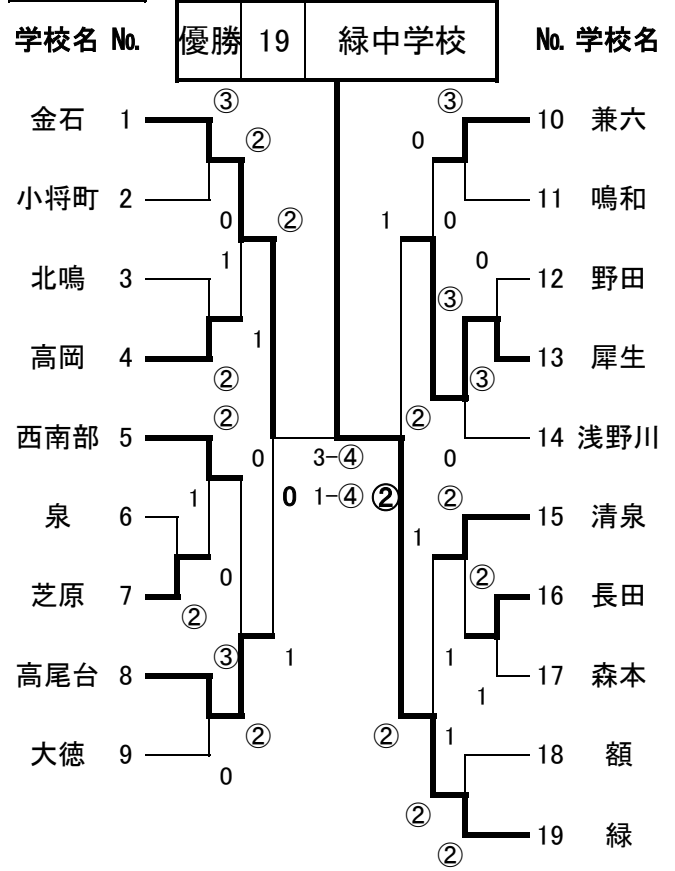 学校名 No. 優勝 19 緑中学校 No. 学校名
③ ③
金石 1 10 兼六
② 0
小将町 2 11 鳴和
0 ② 1 0
1 0
北鳴 3 12 野田
③
1
高岡 4 13 犀生
② ③
② ②
西南部 5 14 浅野川
0 3-④ 0
1 0 1-④ ② ②
泉 6 15 清泉
1
0 ②
芝原 7 16 長田
②
③ 1 1
高尾台 8 17 森本
1
② ② 1
大徳 9 18 額
0
②
緑 19
②